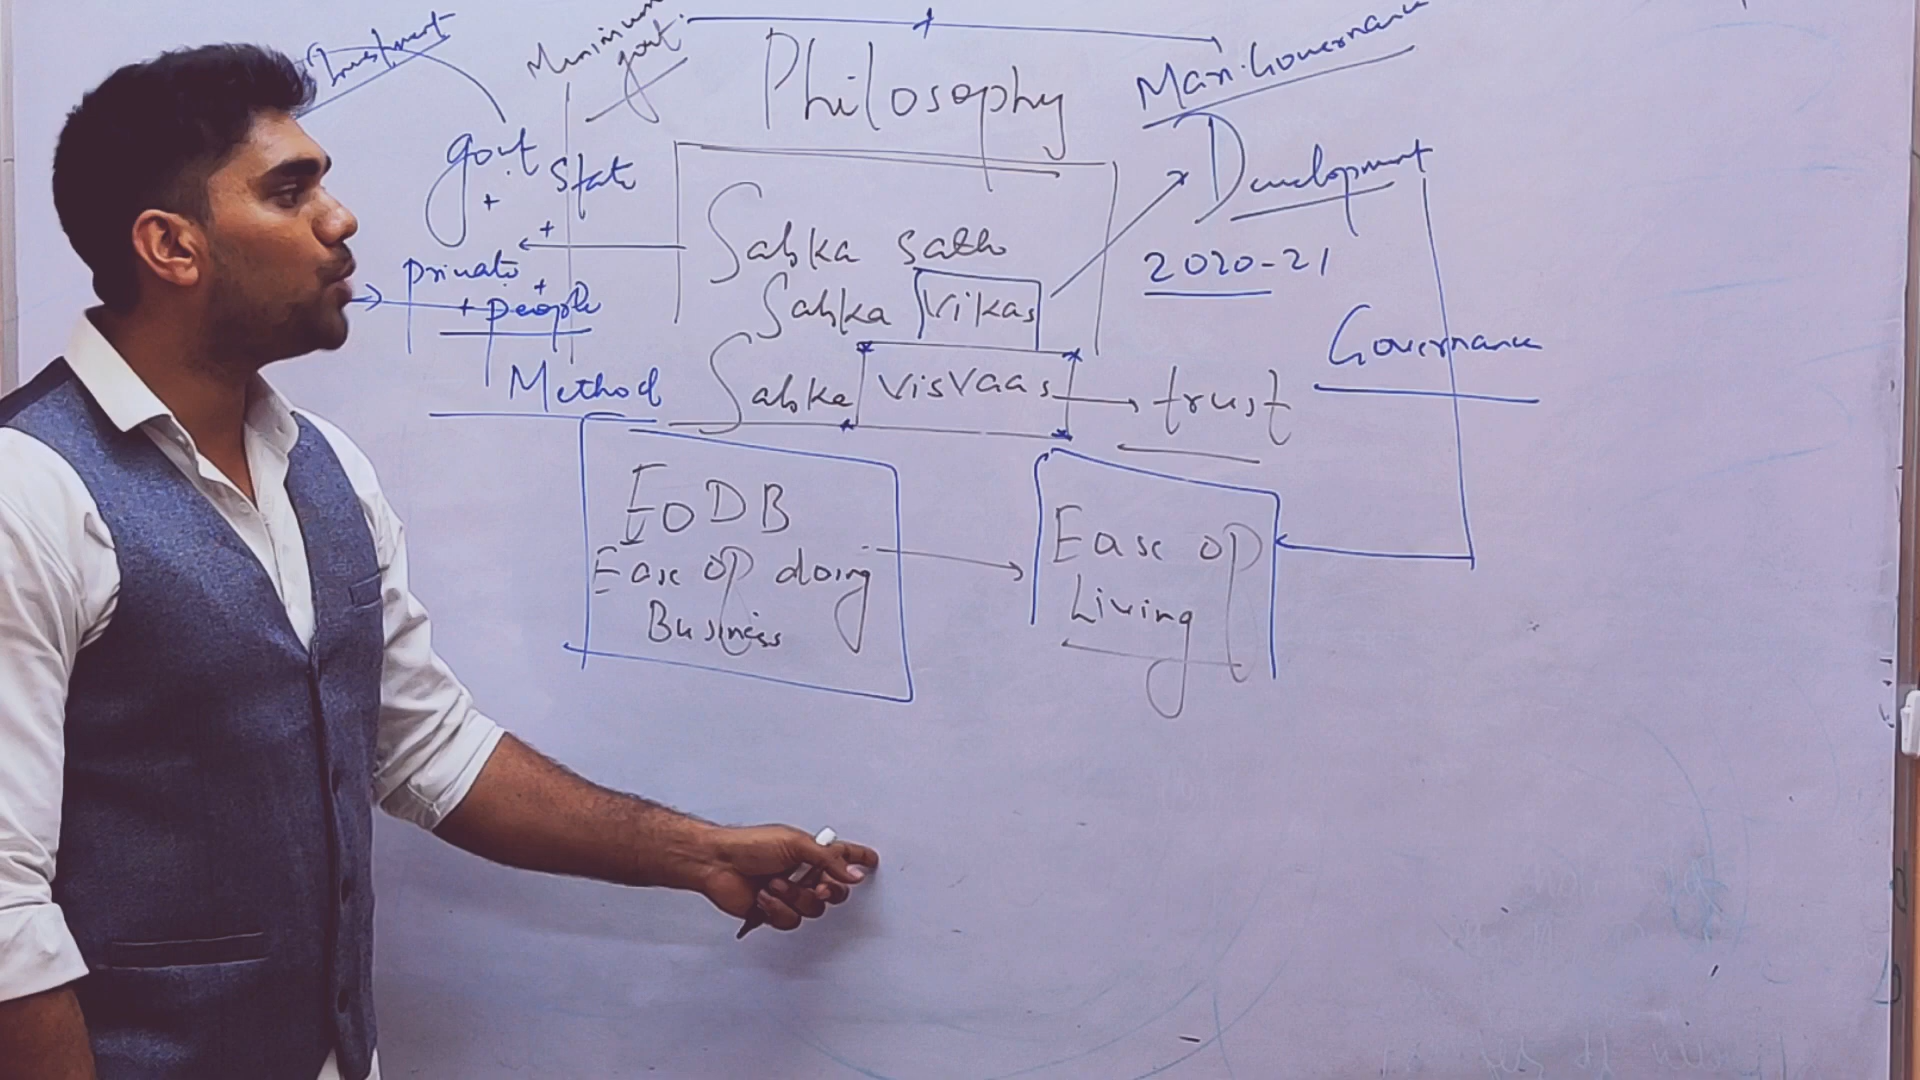 Investment
Minimum
govt.
Max. Governance
Philosophy
govt.
+
State
Development
+
Sabka sath
2020-21
private
+ people
+
Sabka Vikas
Governance
Method
Sabka Visvaas
trust
EODB
Ease of doing
Business
Ease of
Living